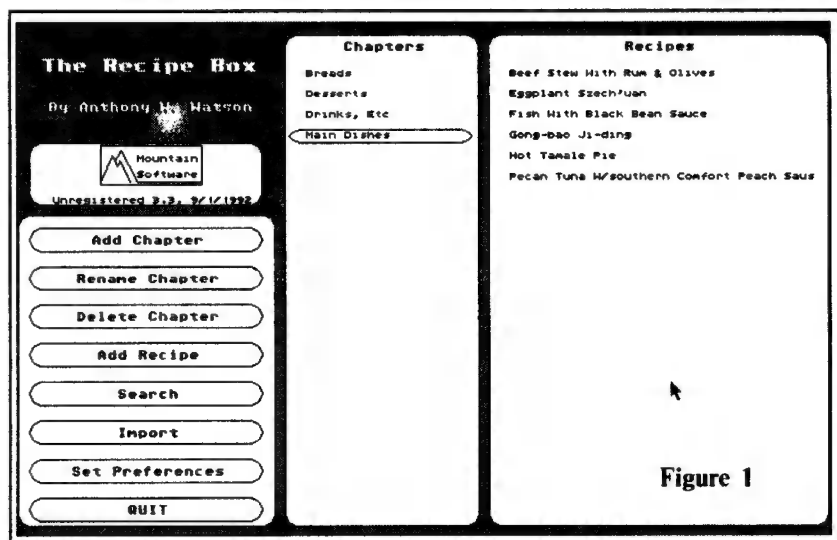 The Recipe Box
By Anthony W. Watson
Mountain
Software
Unregistered 3.3, 9/1/1992
Add Chapter
Rename Chapter
Delete Chapter
Add Recipe
Search
Import
Set Preferences
QUIT
Chapters
Breads
Desserts
Drinks, Etc
Main Dishes
Recipes
Beef Stew With Rum & Olives
Eggplant Szech'uan
Fish With Black Bean Sauce
Gong-bao Ji-ding
Hot Tamale Pie
Pecan Tuna W/southern Comfort Peach Saus
Figure 1